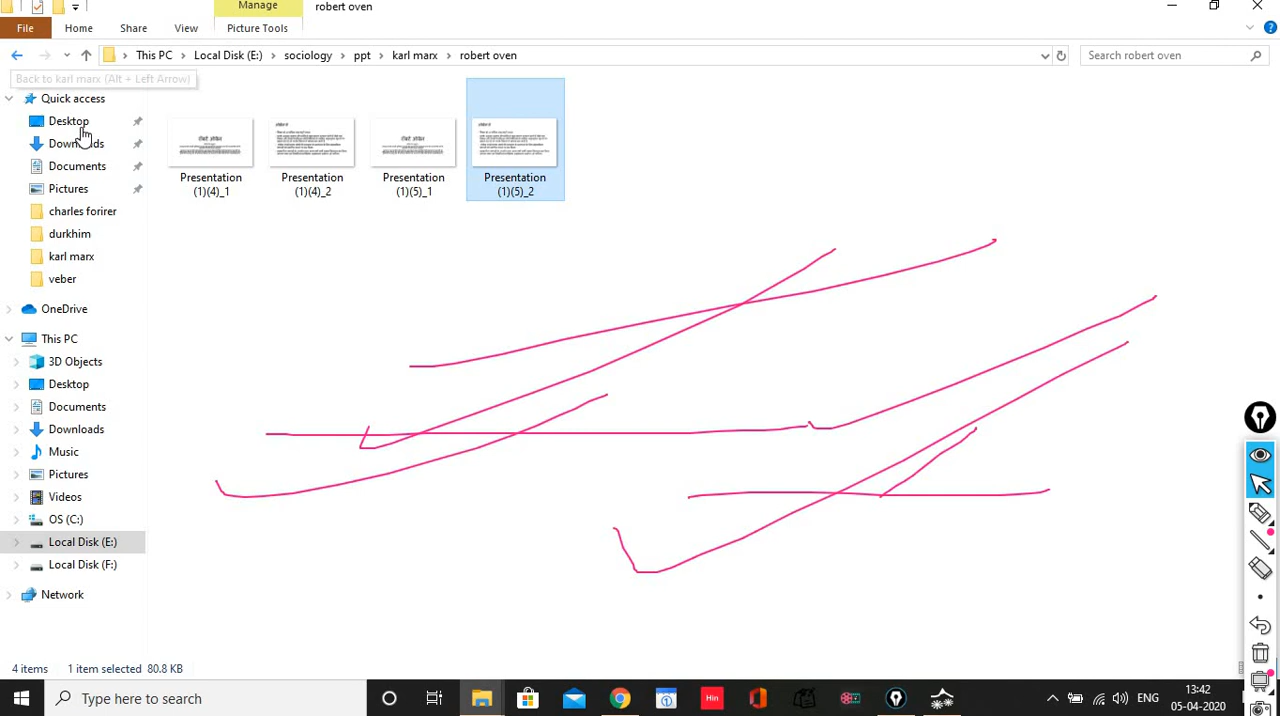 Manage
robert oven
File
Home
Share
View
Picture Tools
This PC
Local Disk (E:)
sociology
ppt
karl marx
robert oven
Search robert oven
Back to karl marx (Alt + Left Arrow)
Quick access
Desktop
Downloads
Documents
Pictures
charles forirer
durkhim
karl marx
veber
OneDrive
This PC
3D Objects
Desktop
Documents
Downloads
Music
Pictures
Videos
OS (C:)
Local Disk (E:)
Local Disk (F:)
Network
Presentation
(1)(4)_1
Presentation
(1)(4)_2
Presentation
(1)(5)_1
Presentation
(1)(5)_2
4 items
1 item selected 80.8 KB
Type here to search
Hin
ENG
13:42
05-04-2020